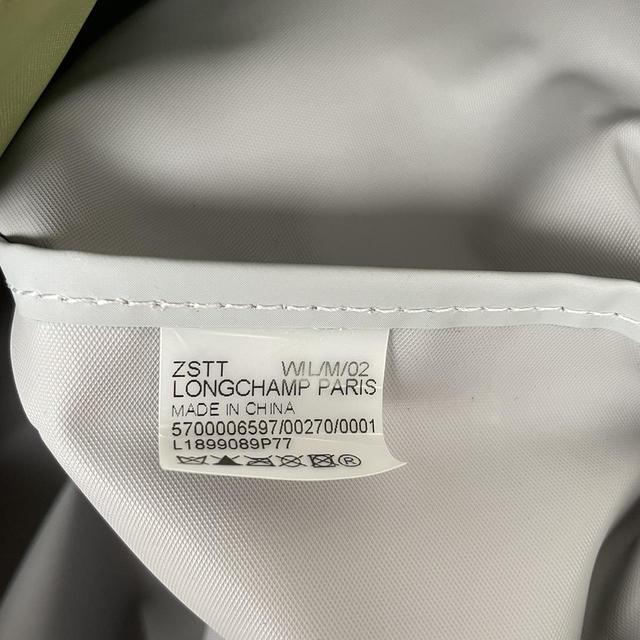 ZSTT WIL/M/02
LONGCHAMP PARIS
MADE IN CHINA
5700006597/00270/0001
L1899089P77
®